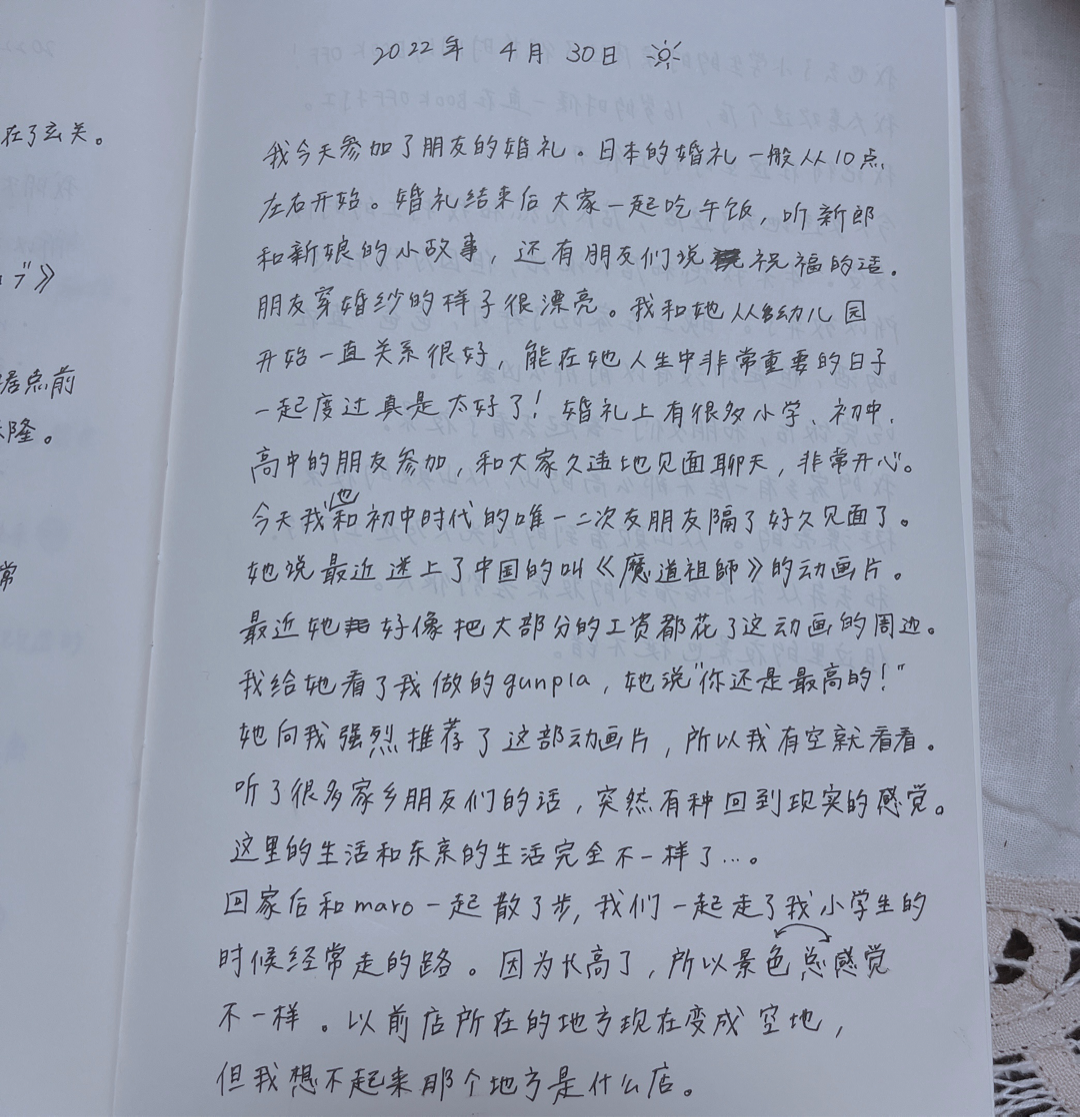 在了玄关。
ブ》
点前
隆。
常
2022年 4月 30日
我今天参加了朋友的婚礼。日本的婚礼一般从10点
左右开始。婚礼结束后大家一起吃午饭，听新郎
和新娘的小故事，还有朋友们说祝福的话。
朋友穿婚纱的样子很漂亮。我和她从幼儿园
开始一直关系很好，能在她人生中非常重要的日子
一起度过真是太好了！婚礼上有很多小学、初中、
高中的朋友参加，和大家久违地见面聊天，非常开心。
今天我也和初中时代的唯一二次友朋友隔了好久见面了。
她说最近迷上了中国的叫《魔道祖師》的动画片。
最近她好像把大部分的工资都花了这动画的周边。
我给她看了我做的gunpla，她说"你还是最高的！"
她向我强烈推荐了这部动画片，所以我有空就看看。
听了很多家乡朋友们的话，突然有种回到现实的感觉。
这里的生活和东京的生活完全不一样了…。
回家后和maro一起散了步，我们一起走了我小学生的
时候经常走的路。因为长高了，所以景色总感觉
不一样。以前店所在的地方现在变成空地，
但我想不起来那个地方是什么店。